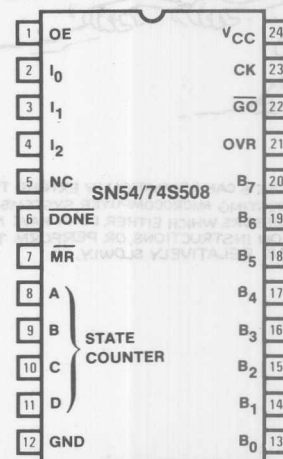 1 OE VCC 24
2 I0 CK 23
3 I1 G̅O̅ 22
4 I2 OVR 21
5 NC SN54/74S508 B7 20
6 DONE B6 19
7 M̅R̅ B5 18
8 A B4 17
9 B STATE B3 16
10 C COUNTER B2 15
11 D B1 14
12 GND B0 13